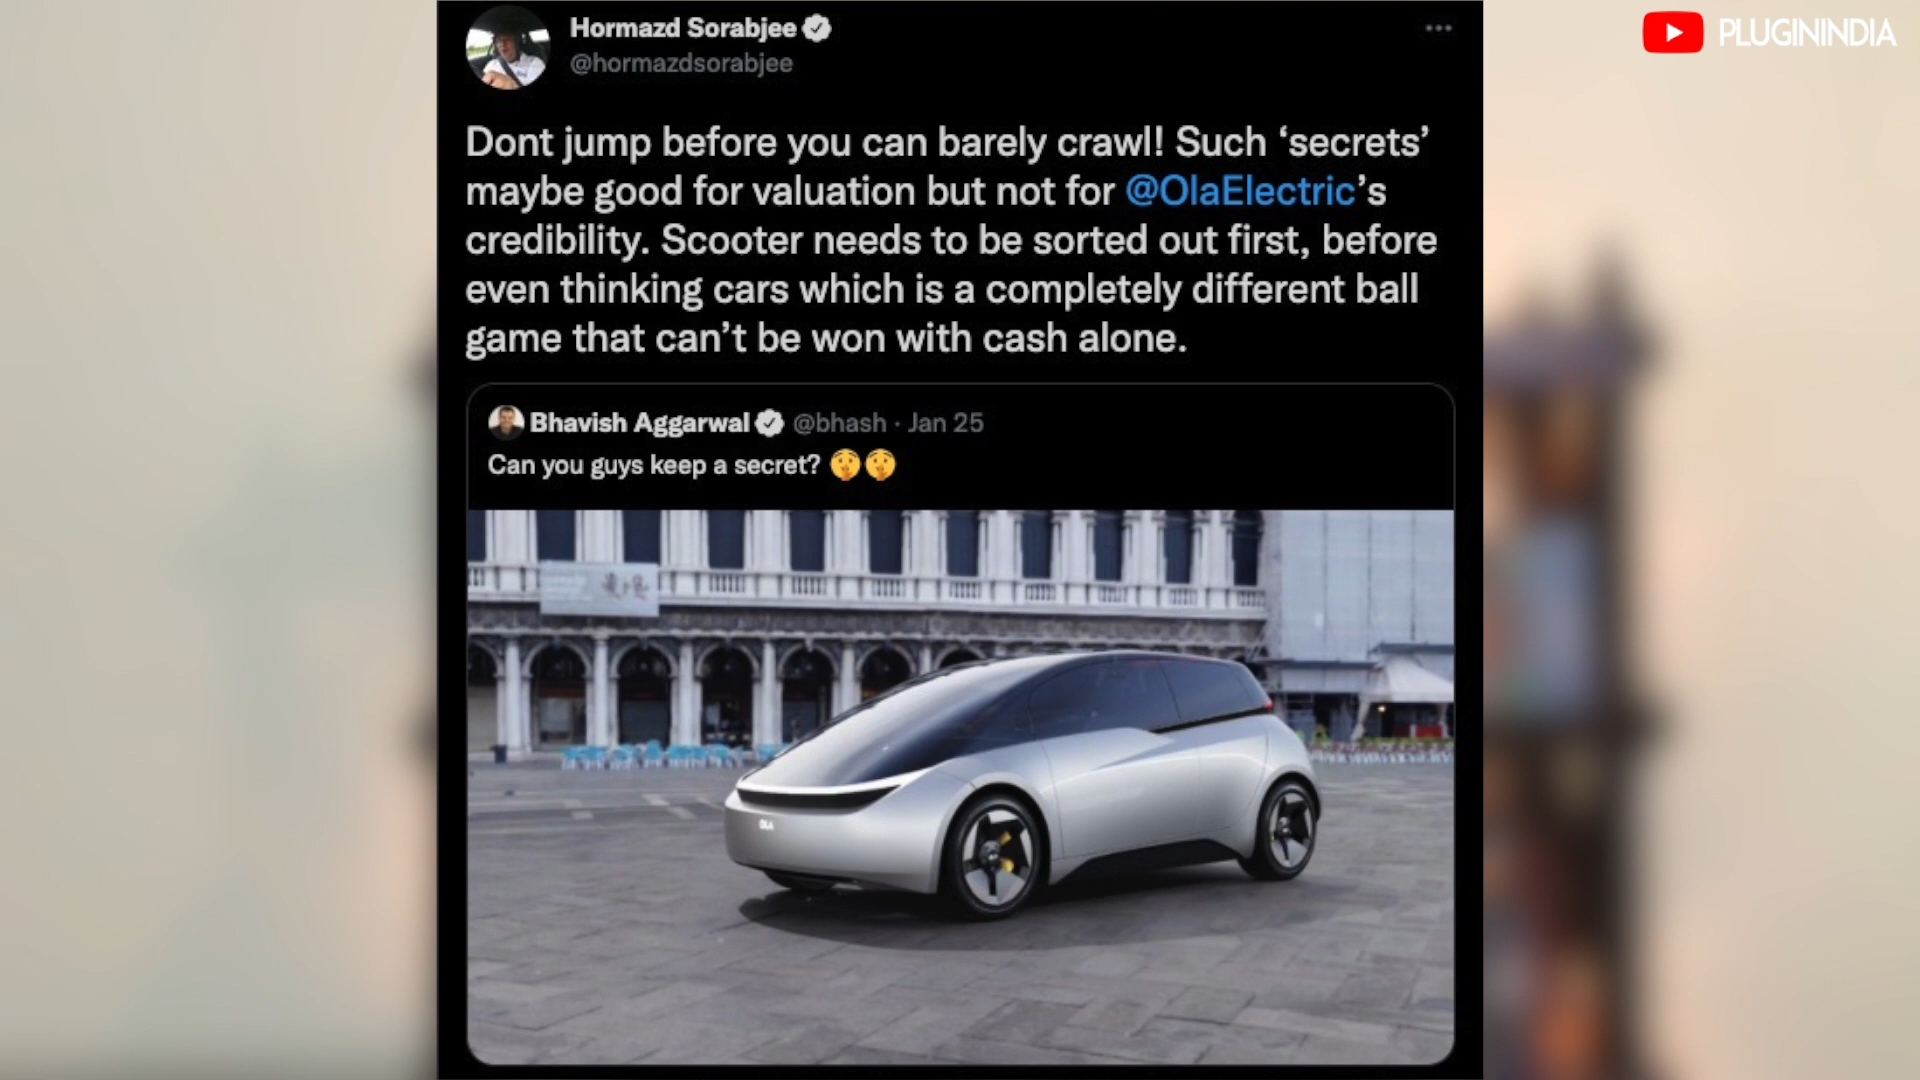 Hormazd Sorabjee
@hormazdsorabjee
PLUGININDIA
Dont jump before you can barely crawl! Such ‘secrets’
maybe good for valuation but not for @OlaElectric’s
credibility. Scooter needs to be sorted out first, before
even thinking cars which is a completely different ball
game that can’t be won with cash alone.
Bhavish Aggarwal @bhash · Jan 25
Can you guys keep a secret? 🤫🤫
OLA